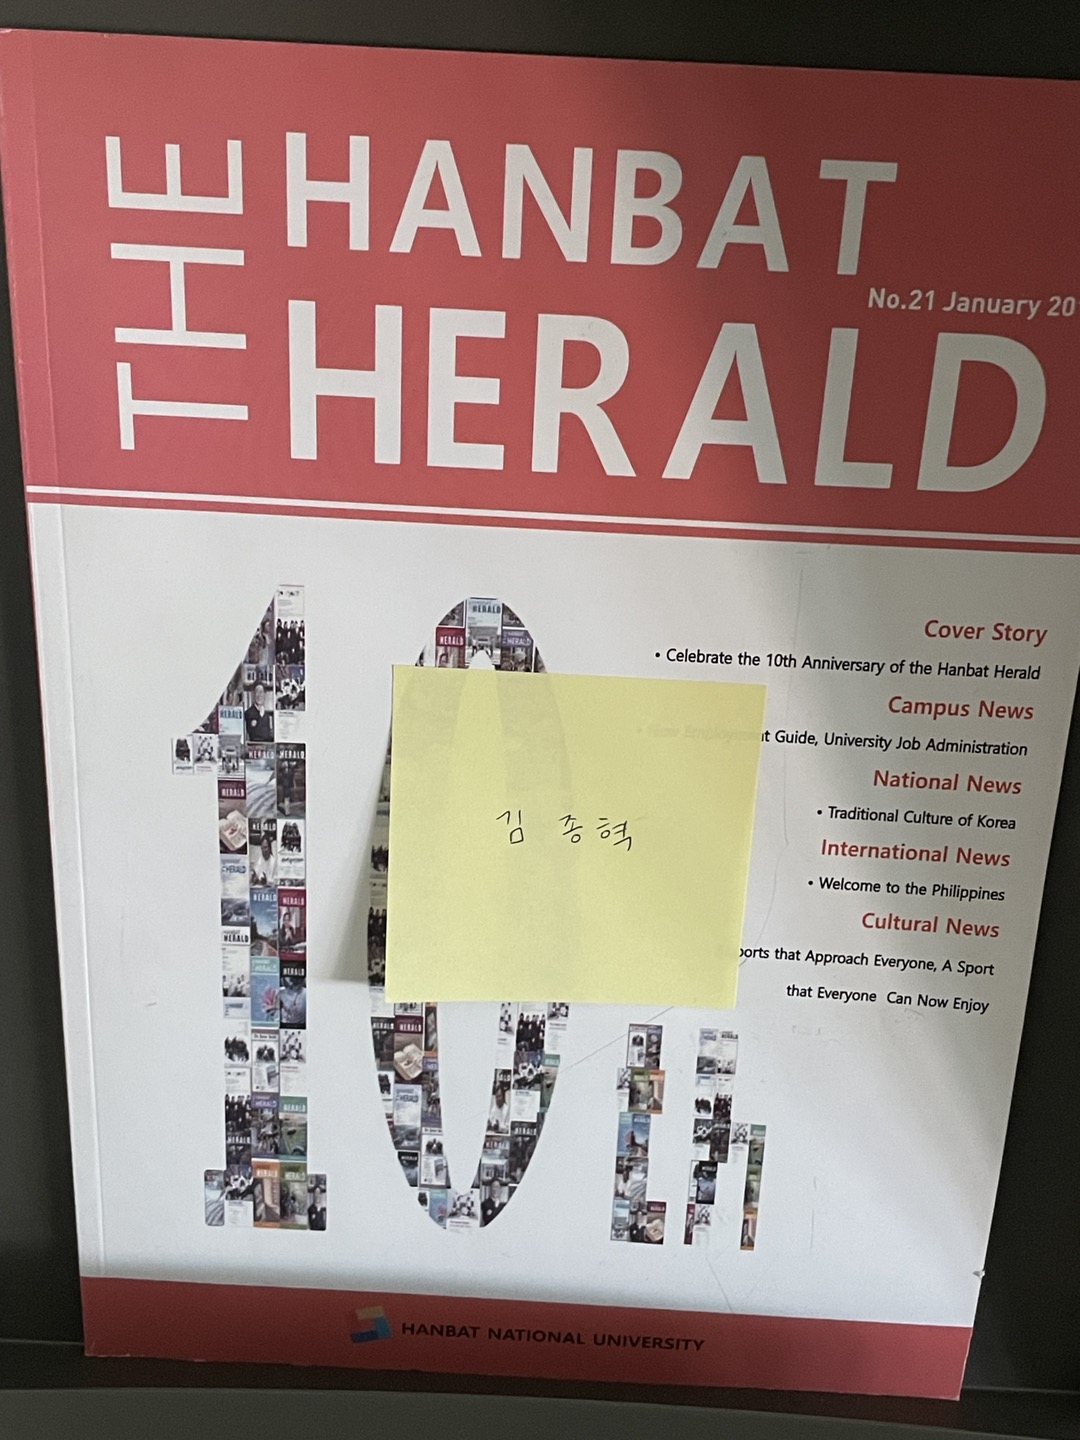 THE HANBAT HERALD
No.21 January 20
Cover Story
• Celebrate the 10th Anniversary of the Hanbat Herald
Campus News
Guide, University Job Administration
National News
• Traditional Culture of Korea
International News
• Welcome to the Philippines
Cultural News
that Approach Everyone, A Sport
that Everyone Can Now Enjoy
김 종혁
10th
HANBAT NATIONAL UNIVERSITY